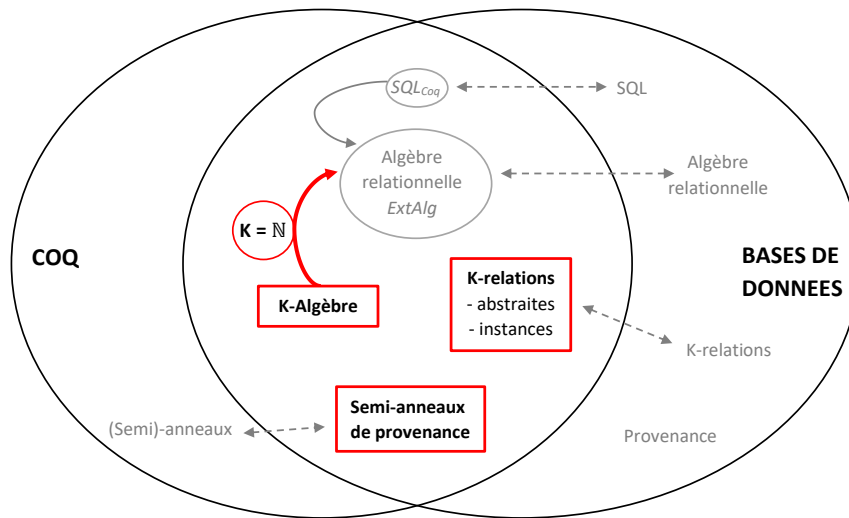 SQLCoq
SQL
Algèbre
relationnelle
ExtAlg
Algèbre
relationnelle
K = ℕ
COQ
BASES DE
DONNEES
K-relations
- abstraites
- instances
K-Algèbre
K-relations
Semi-anneaux
de provenance
(Semi)-anneaux
Provenance